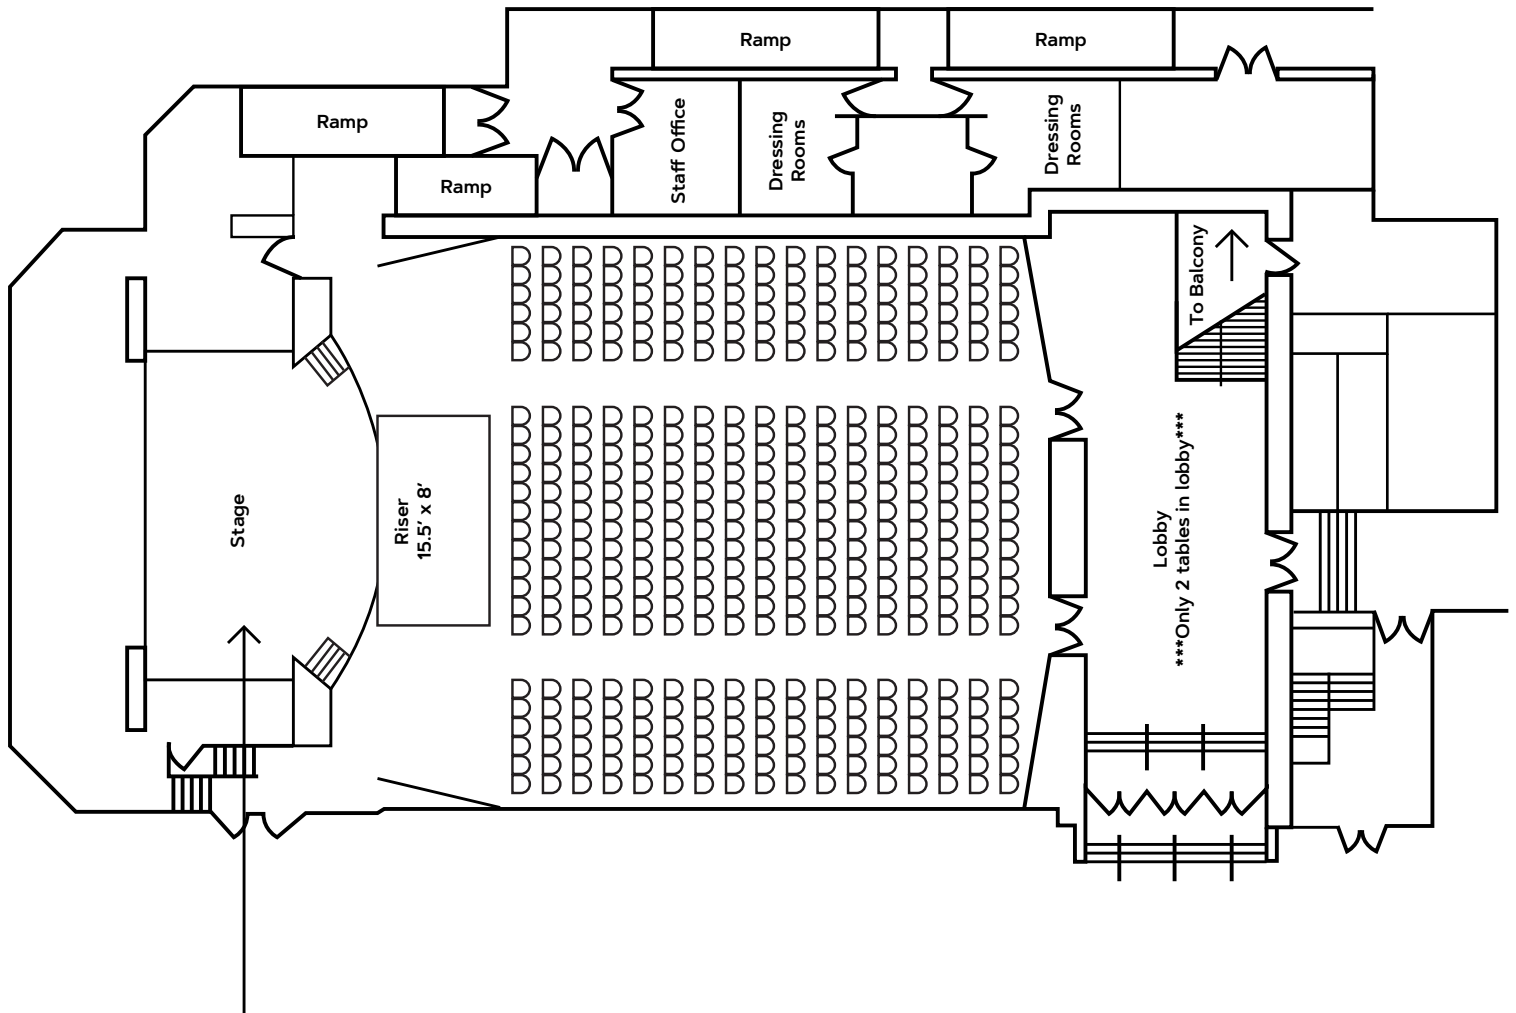 Ramp
Ramp
Ramp
Ramp
Staff Office
Dressing
Rooms
Dressing
Rooms
To Balcony
Stage
Riser
15.5’ x 8’
Lobby
***Only 2 tables in lobby***